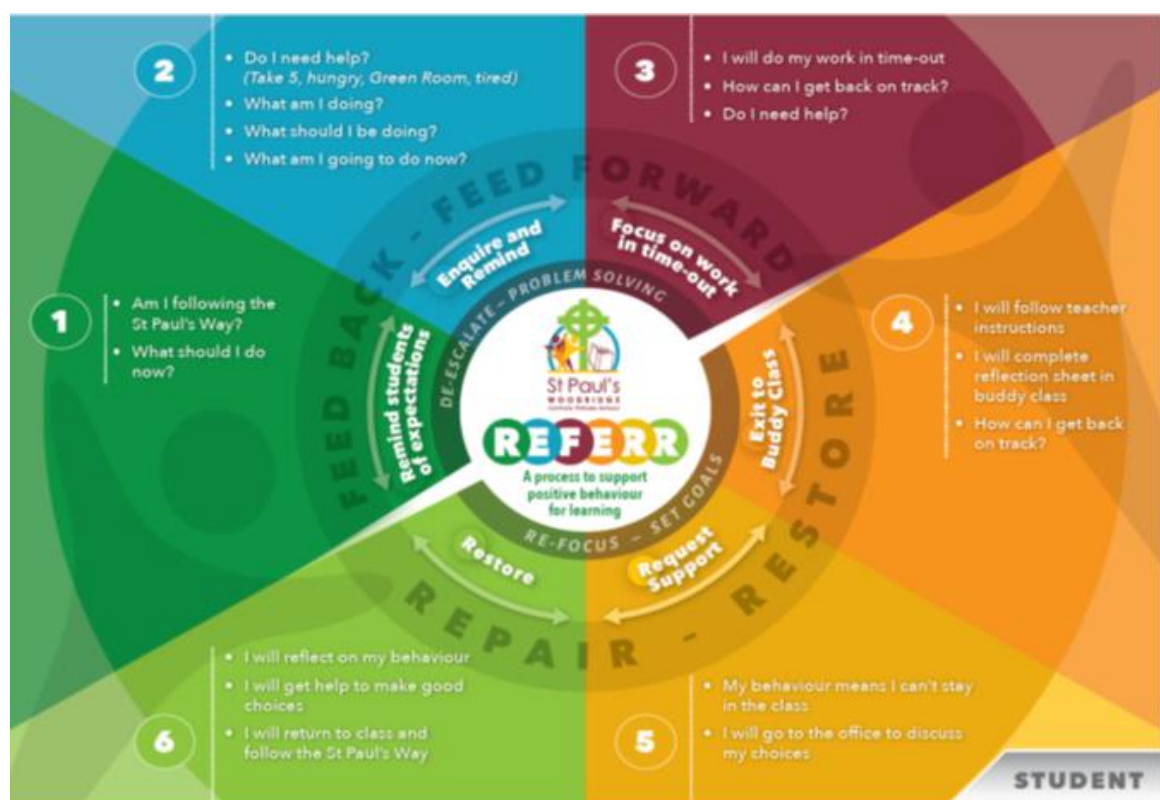 2
• Do I need help?
(Take 5, hungry, Green Room, tired)
• What am I doing?
• What should I be doing?
• What am I going to do now?
3
• I will do my work in time-out
• How can I get back on track?
• Do I need help?
1
• Am I following the
St Paul's Way?
• What should I do
now?
4
• I will follow teacher
instructions
• I will complete
reflection sheet in
buddy class
• How can I get back
on track?
FEED BACK - FEED FORWARD
REPAIR - RESTORE
Remind students
of expectations
Enquire and
Remind
Focus on work
in time-out
Exit to
Buddy Class
Request
Support
Restore
DE-ESCALATE – PROBLEM SOLVING
RE-FOCUS – SET GOALS
St Paul's
WOODRIDGE
REFERR
A process to support
positive behaviour
for learning
6
• I will reflect on my behaviour
• I will get help to make good
choices
• I will return to class and
follow the St Paul's Way
5
• My behaviour means I can't stay
in the class
• I will go to the office to discuss
my choices
STUDENT